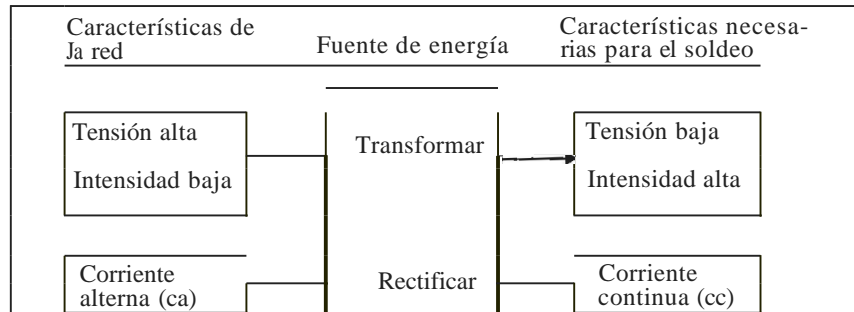 Características de
Ja red
Fuente de energía
Características necesa-
rias para el soldeo
Tensión alta
Intensidad baja
Transformar
Tensión baja
Intensidad alta
Corriente
alterna (ca)
Rectificar
Corriente
continua (cc)